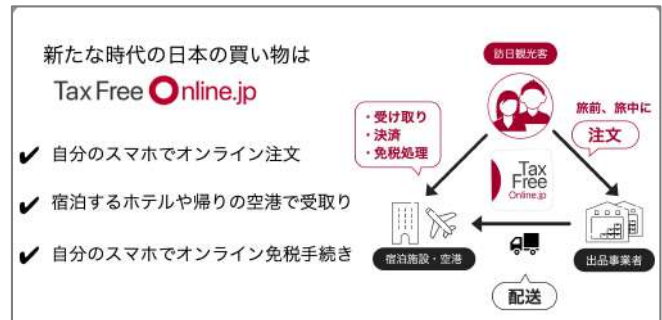 新たな時代の日本の買い物は
Tax Free Online.jp
✔ 自分のスマホでオンライン注文
✔ 宿泊するホテルや帰りの空港で受取り
✔ 自分のスマホでオンライン免税手続き
訪日観光客
・受け取り
・決済
・免税処理
旅前、旅中に
注文
Tax
Free
Online.jp
宿泊施設・空港
出品事業者
配送